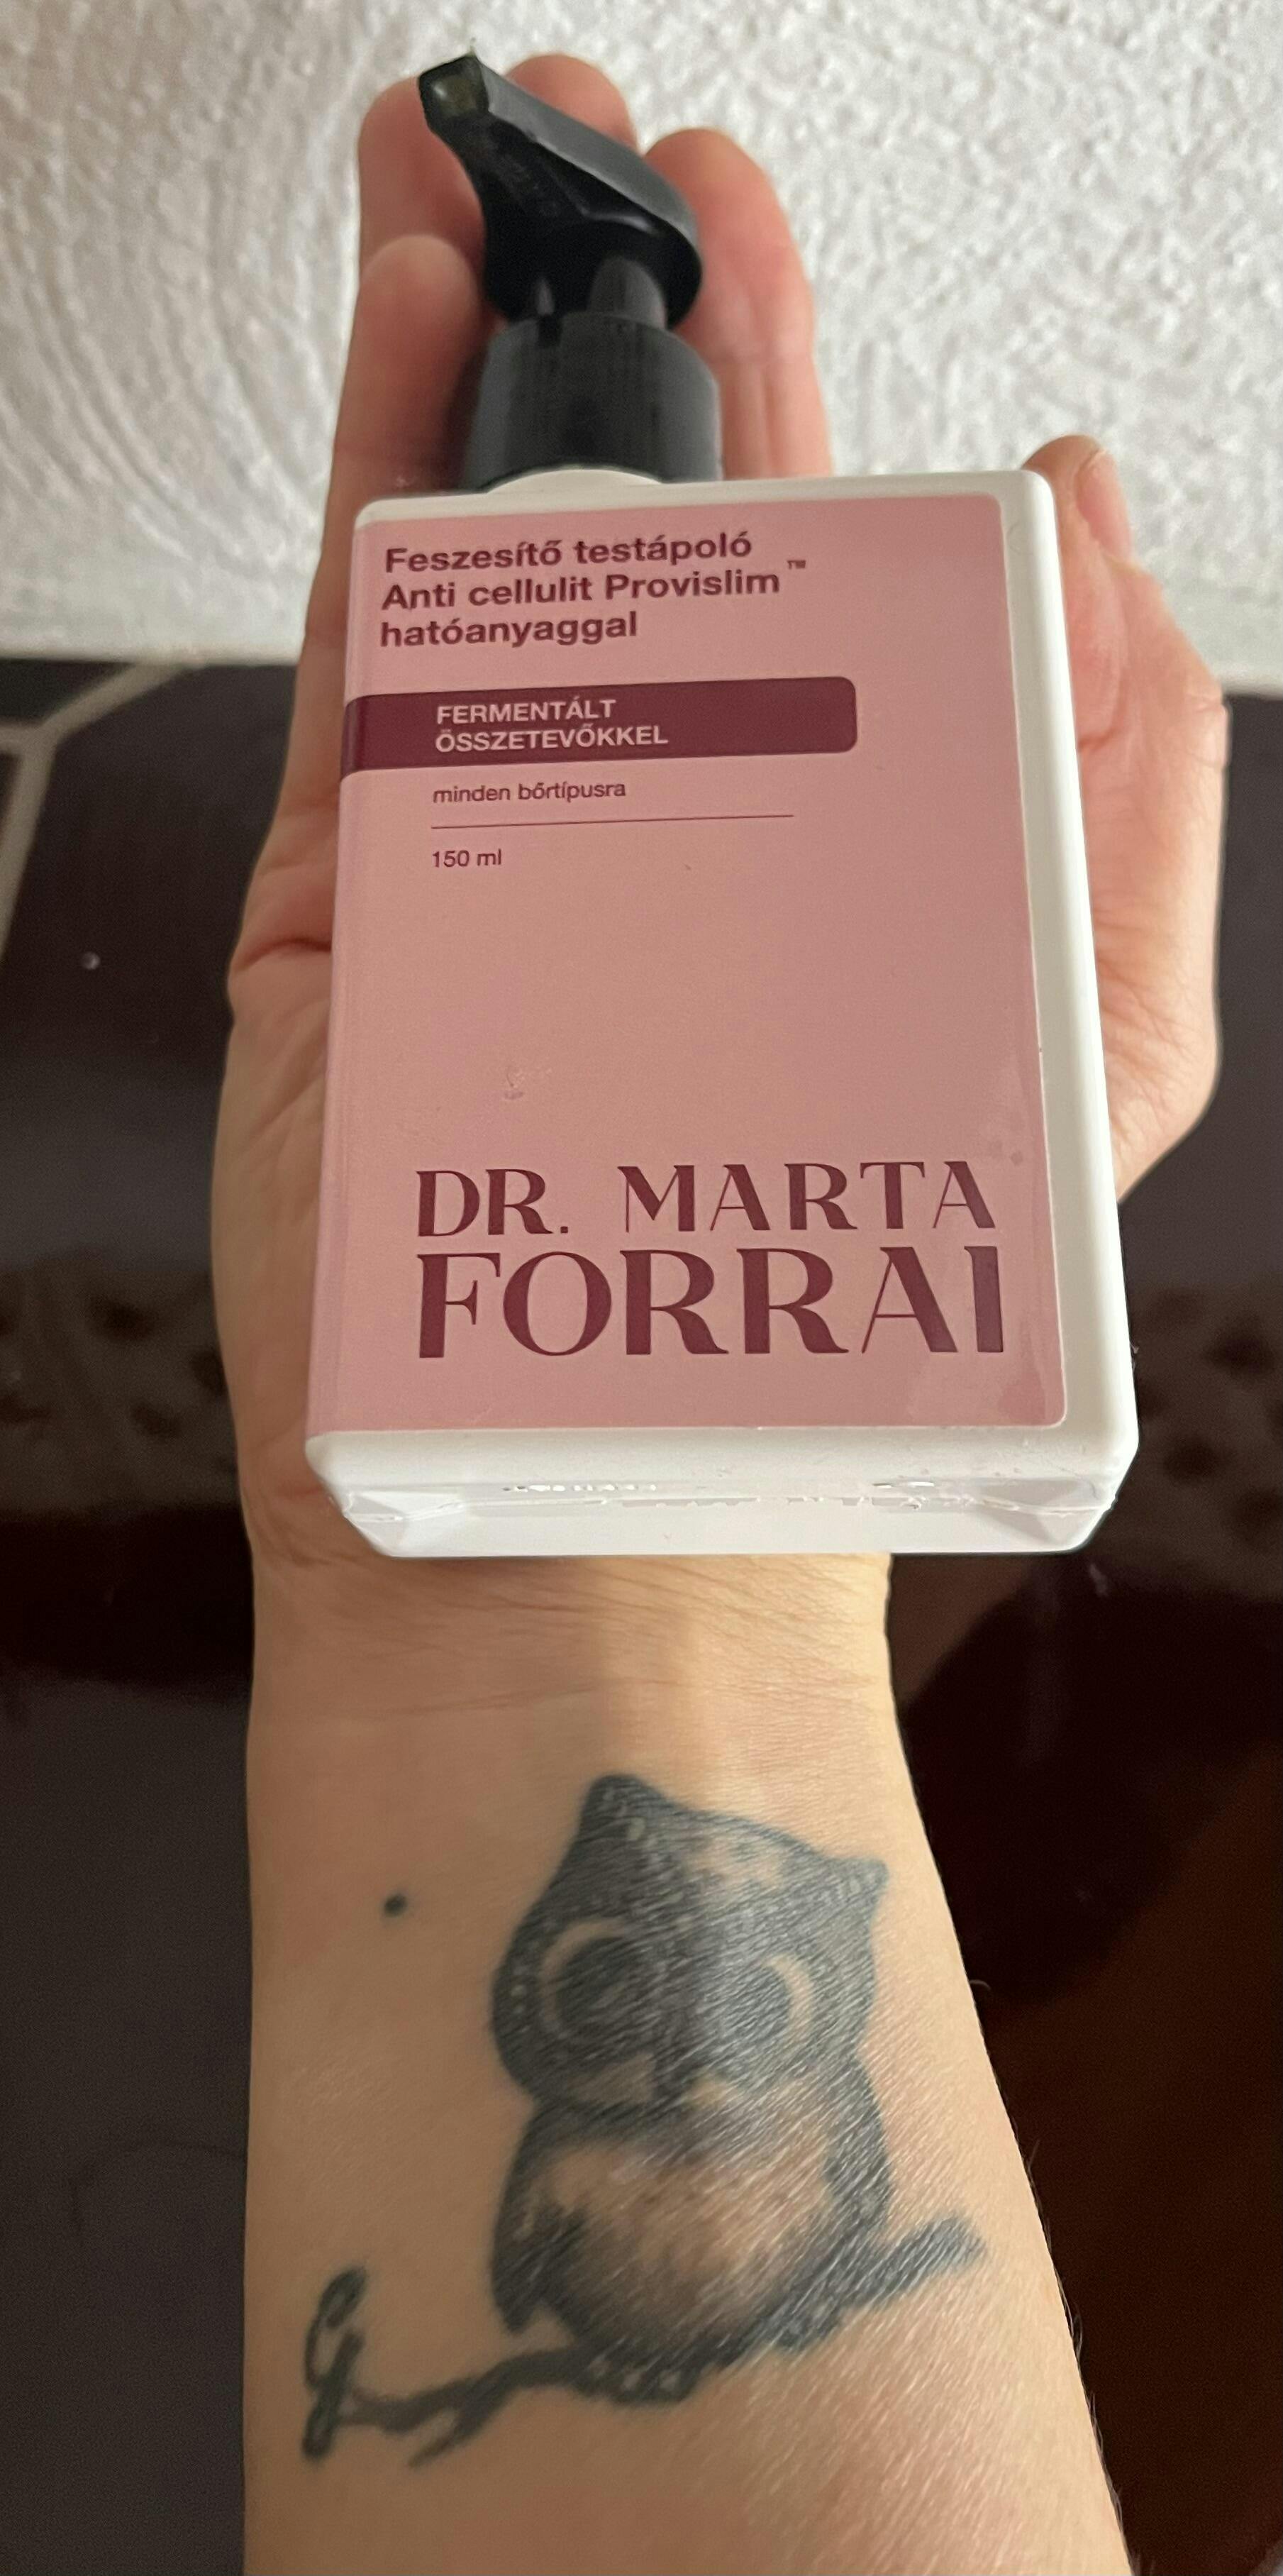 Feszesítő testápoló
Anti cellulit Provislim™
hatóanyaggal
FERMENTÁLT
ÖSSZETEVŐKKEL
minden bőrtípusra
150 ml
DR. MARTA
FORRAI